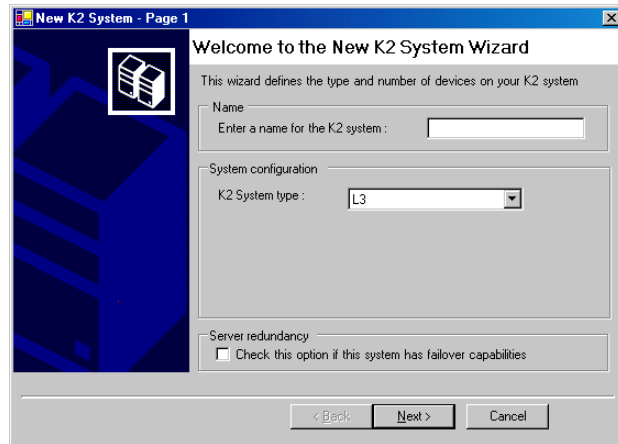 New K2 System - Page 1
Welcome to the New K2 System Wizard
This wizard defines the type and number of devices on your K2 system
Name
Enter a name for the K2 system :
System configuration
K2 System type :
L3
Server redundancy
Check this option if this system has failover capabilities
< Back
Next >
Cancel